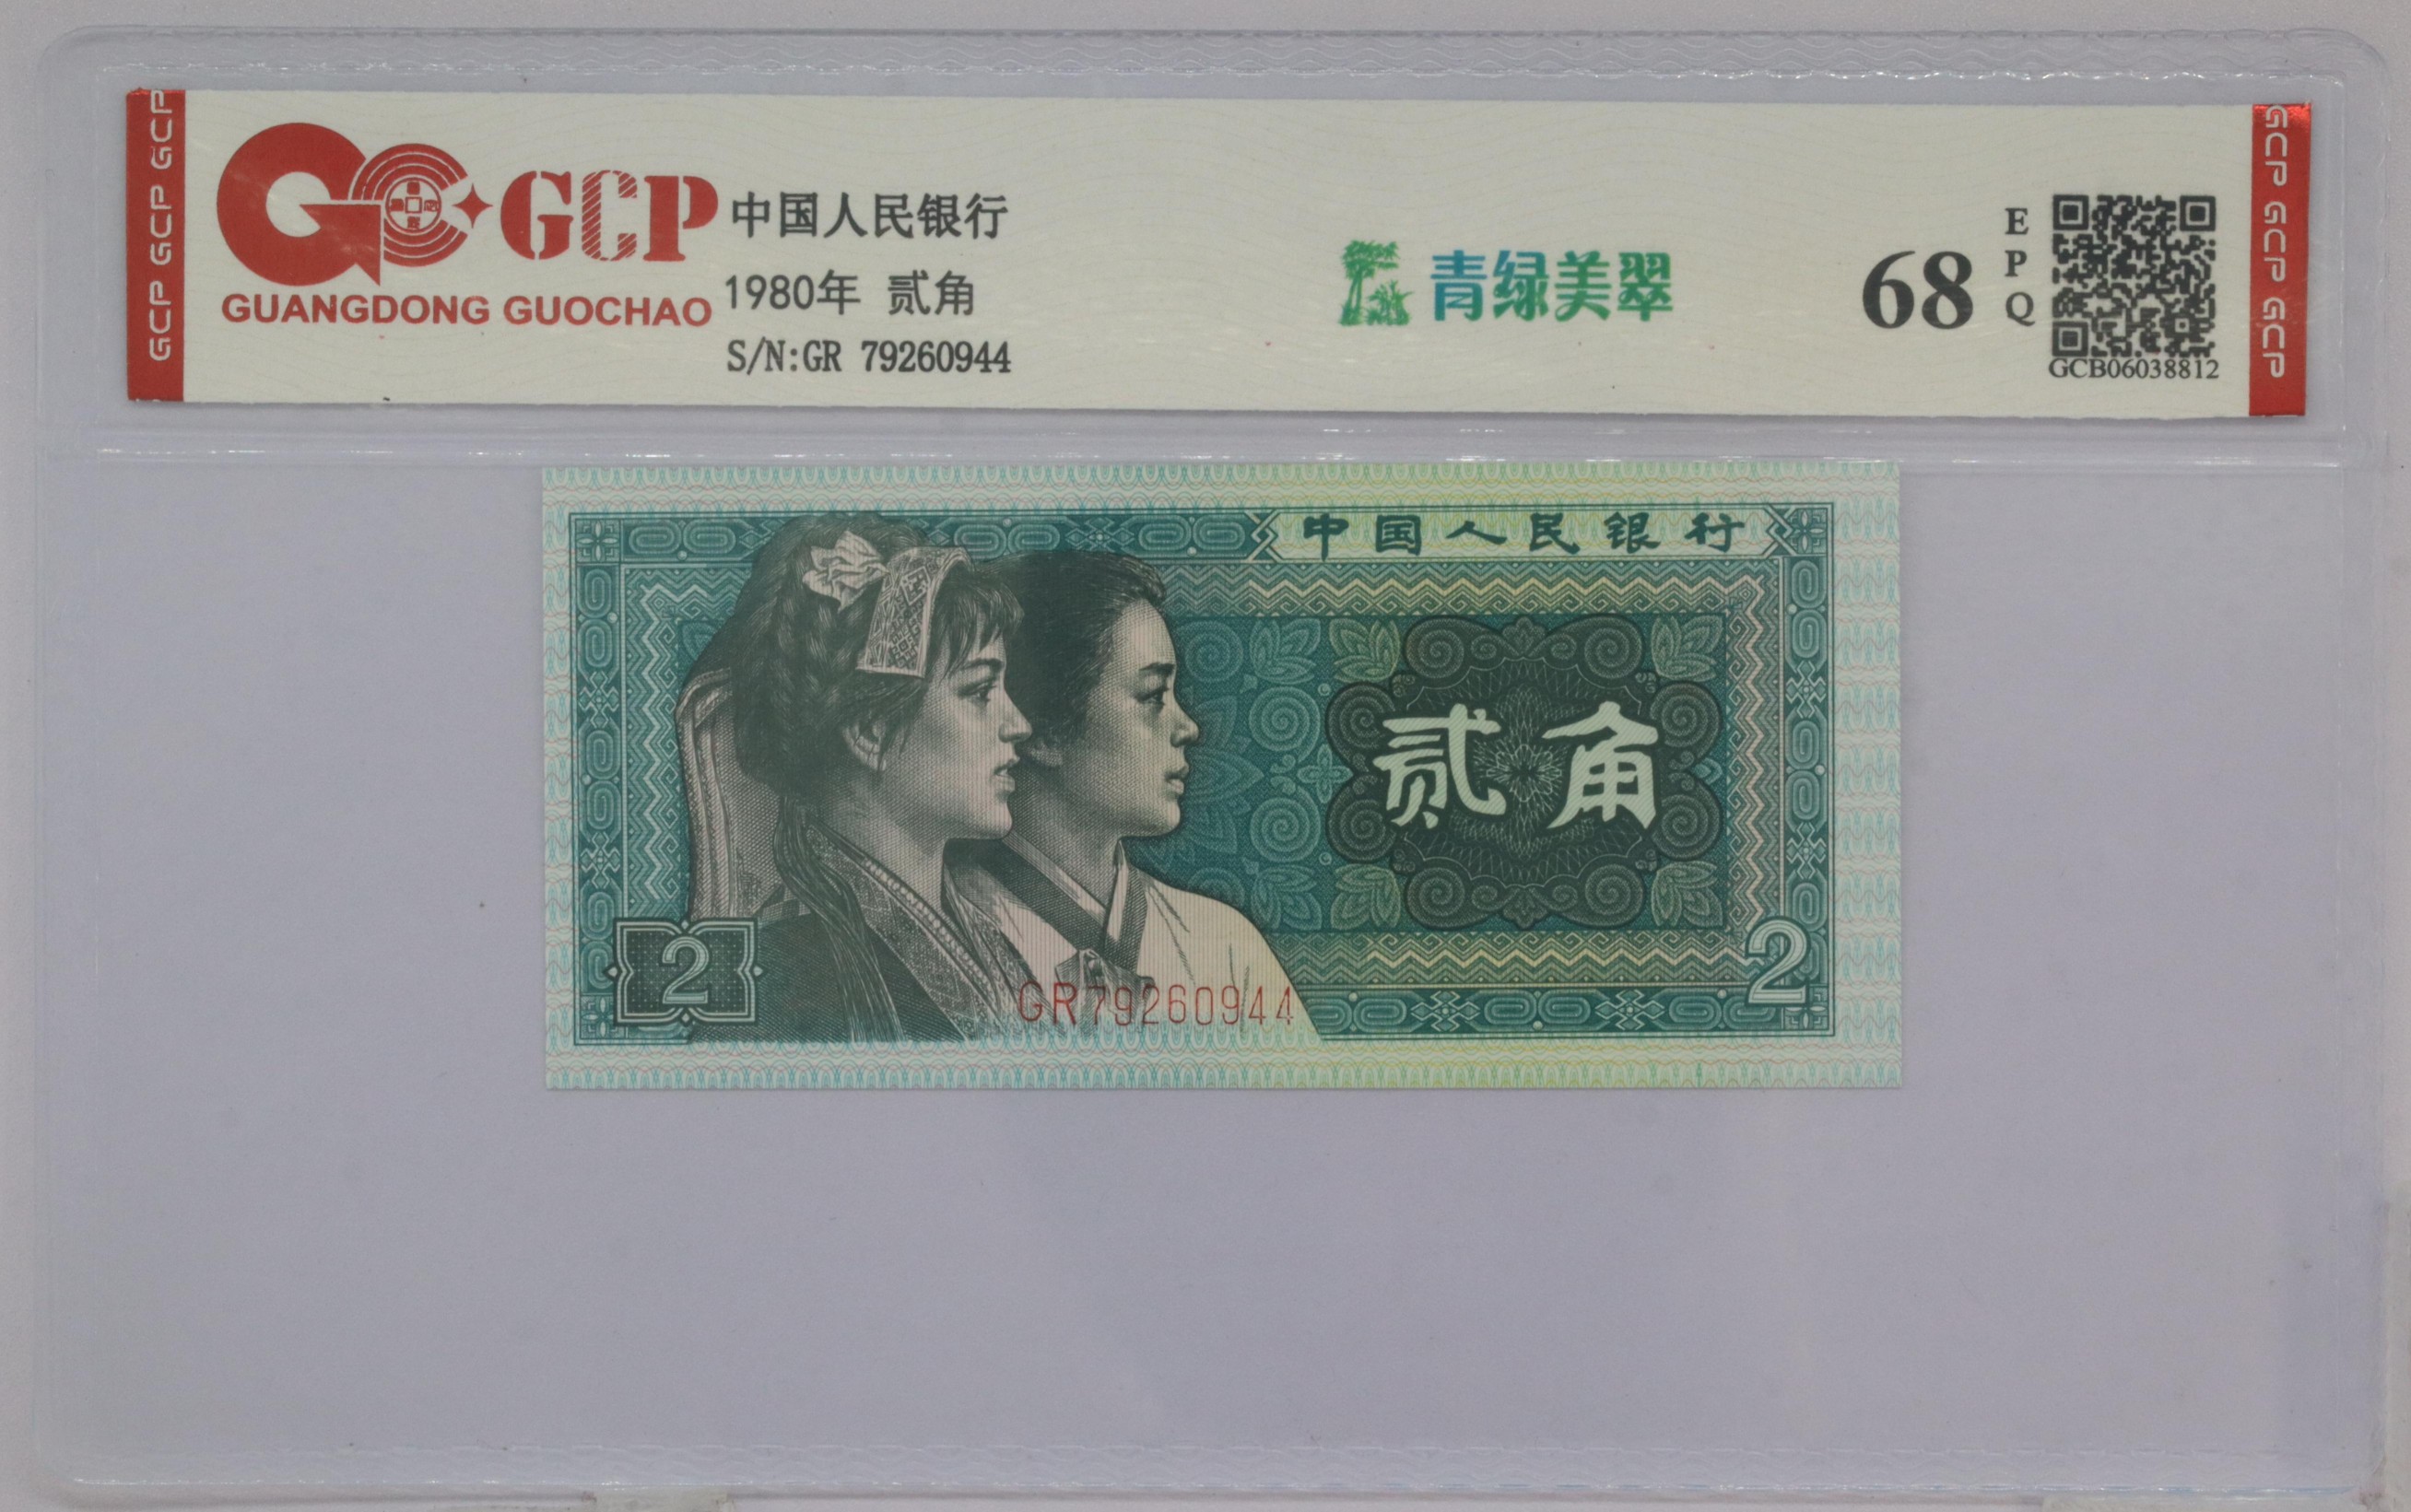 GCP GCP GCP
GCP
GUANGDONG GUOCHAO
中国人民银行
1980年 贰角
S/N:GR 79260944
青绿美翠
68
EPQ
GCB06038812
GCP GCP GCP
中国人民银行
贰角
2
GR79260944
2